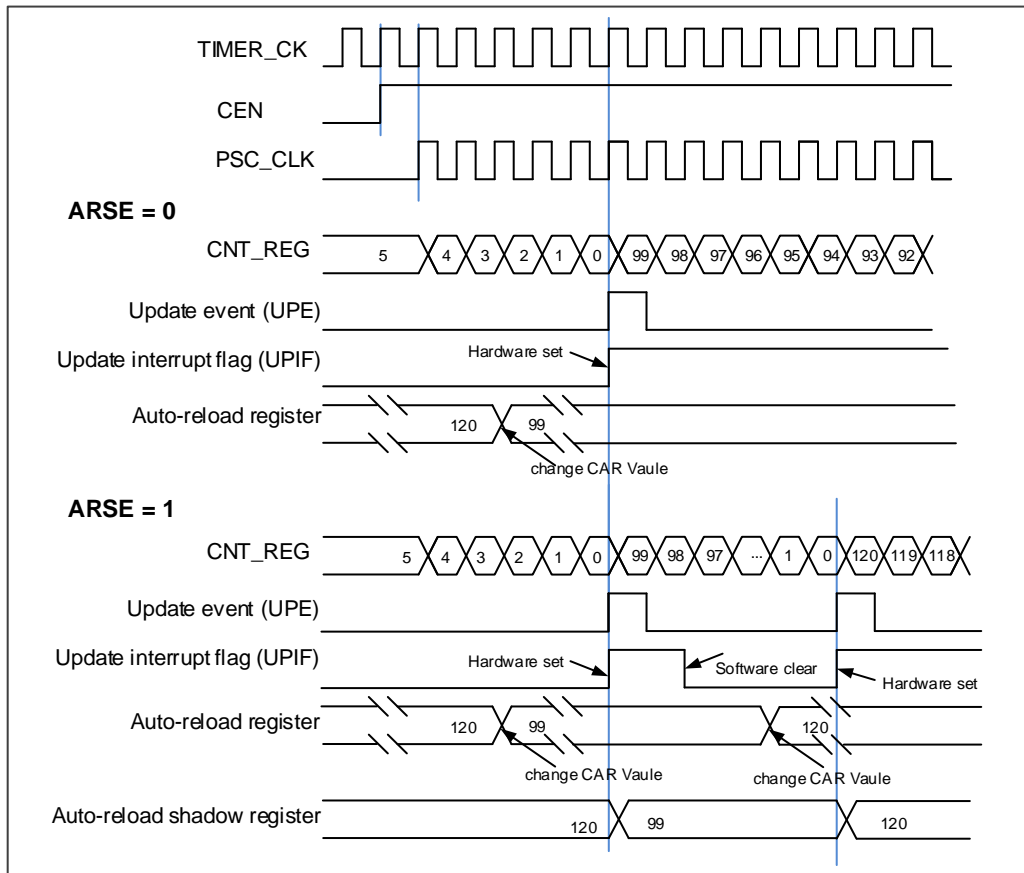 TIMER_CK
CEN
PSC_CLK
ARSE = 0
CNT_REG 5 4 3 2 1 0 99 98 97 96 95 94 93 92
Update event (UPE)
Update interrupt flag (UPIF) Hardware set
Auto-reload register 120 99
change CAR Vaule
ARSE = 1
CNT_REG 5 4 3 2 1 0 99 98 97 ... 1 0 120 119 118
Update event (UPE)
Update interrupt flag (UPIF) Hardware set Software clear Hardware set
Auto-reload register 120 99 120
change CAR Vaule change CAR Vaule
Auto-reload shadow register 120 99 120